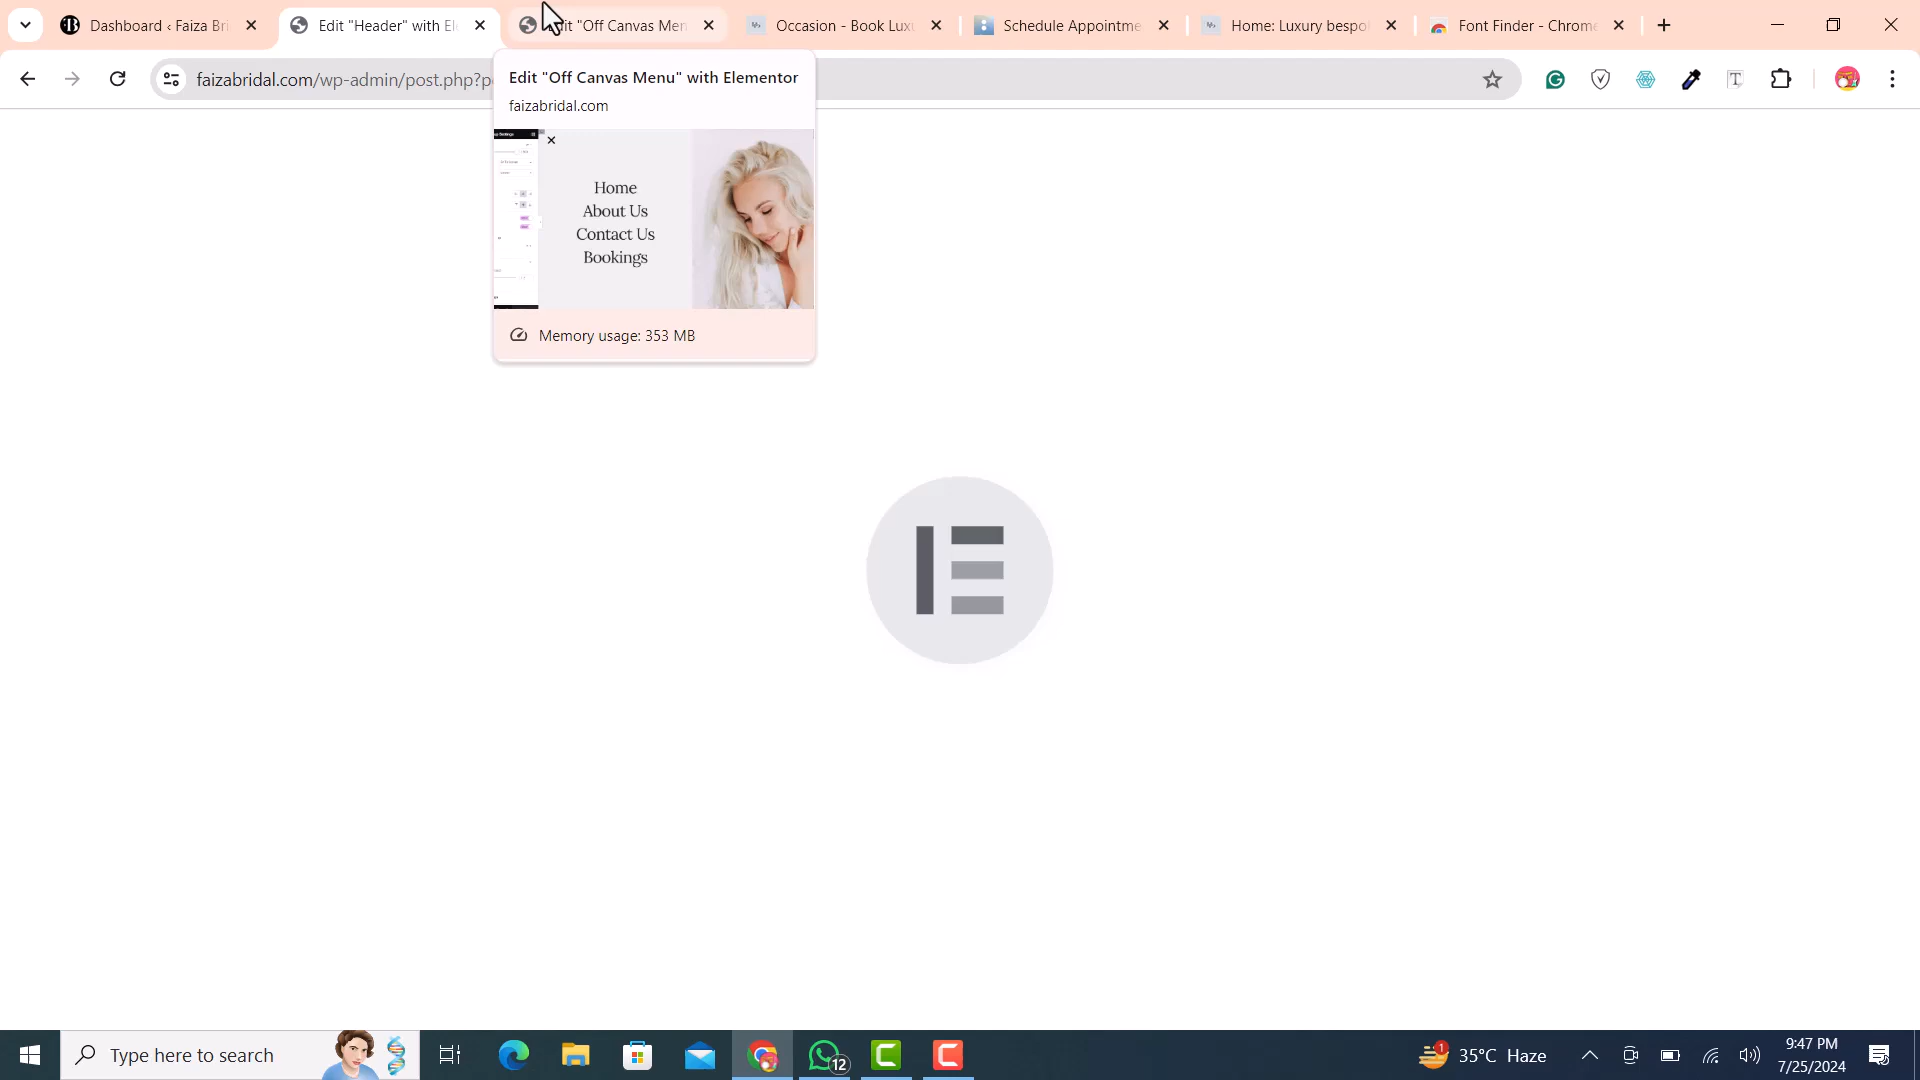 Dashboard ‹ Faiza Bri
Edit "Header" with El
it "Off Canvas Men
Occasion - Book Luxu
Schedule Appointme
Home: Luxury bespo
Font Finder - Chrome
faizabridal.com/wp-admin/post.php?p
Edit "Off Canvas Menu" with Elementor
faizabridal.com
Home
About Us
Contact Us
Bookings
Memory usage: 353 MB
Type here to search
12
1
35°C Haze
9:47 PM
7/25/2024